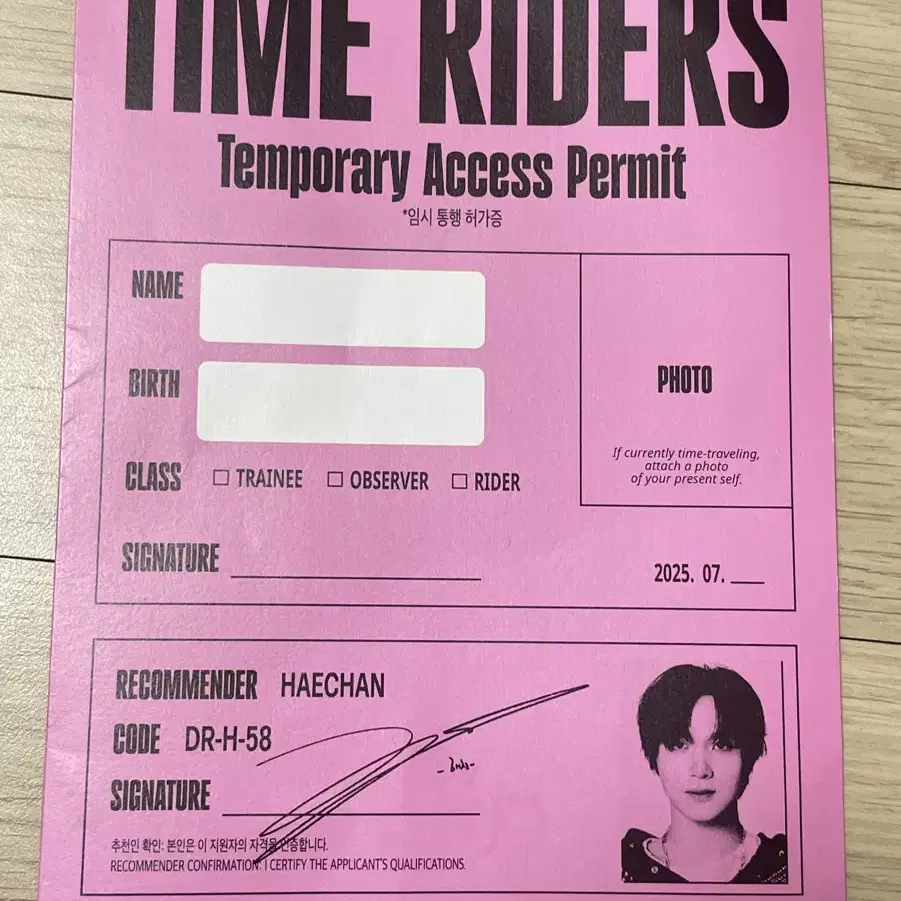 TIME RIDERS
Temporary Access Permit
*임시 통행 허가증
NAME
BIRTH
PHOTO
If currently time-traveling,
attach a photo
of your present self.
CLASS □ TRAINEE □ OBSERVER □ RIDER
SIGNATURE
2025. 07. ___
RECOMMENDER HAECHAN
CODE DR-H-58
SIGNATURE
추천인 확인: 본인은 이 지원자의 자격을 인증합니다.
RECOMMENDER CONFIRMATION: I CERTIFY THE APPLICANT'S QUALIFICATIONS.